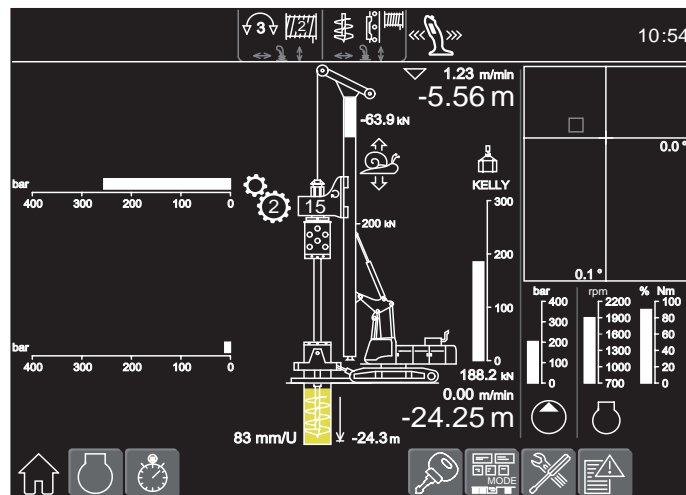 3
2
10:54
1.23 m/min
-5.56 m
-63.9 kN
0.0 °
bar
400 300 200 100 0
2
15
KELLY
300
-200 kN
200
100
0
188.2 kN
0.1 °
bar
400
300
200
100
0
rpm
2200
1900
1600
1300
1000
700
% Nm
100
80
60
40
20
0
bar
400 300 200 100 0
0.00 m/min
-24.25 m
83 mm/U
-24.3 m
MODE